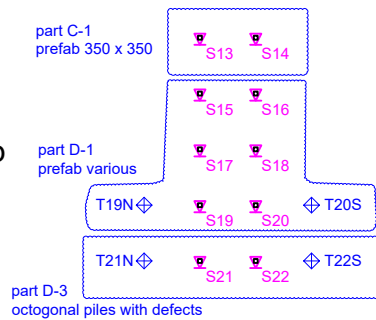 part C-1
prefab 350 x 350
S13 S14
S15 S16
part D-1
prefab various
S17 S18
T19N S19 S20 T20S
T21N S21 S22 T22S
part D-3
octogonal piles with defects